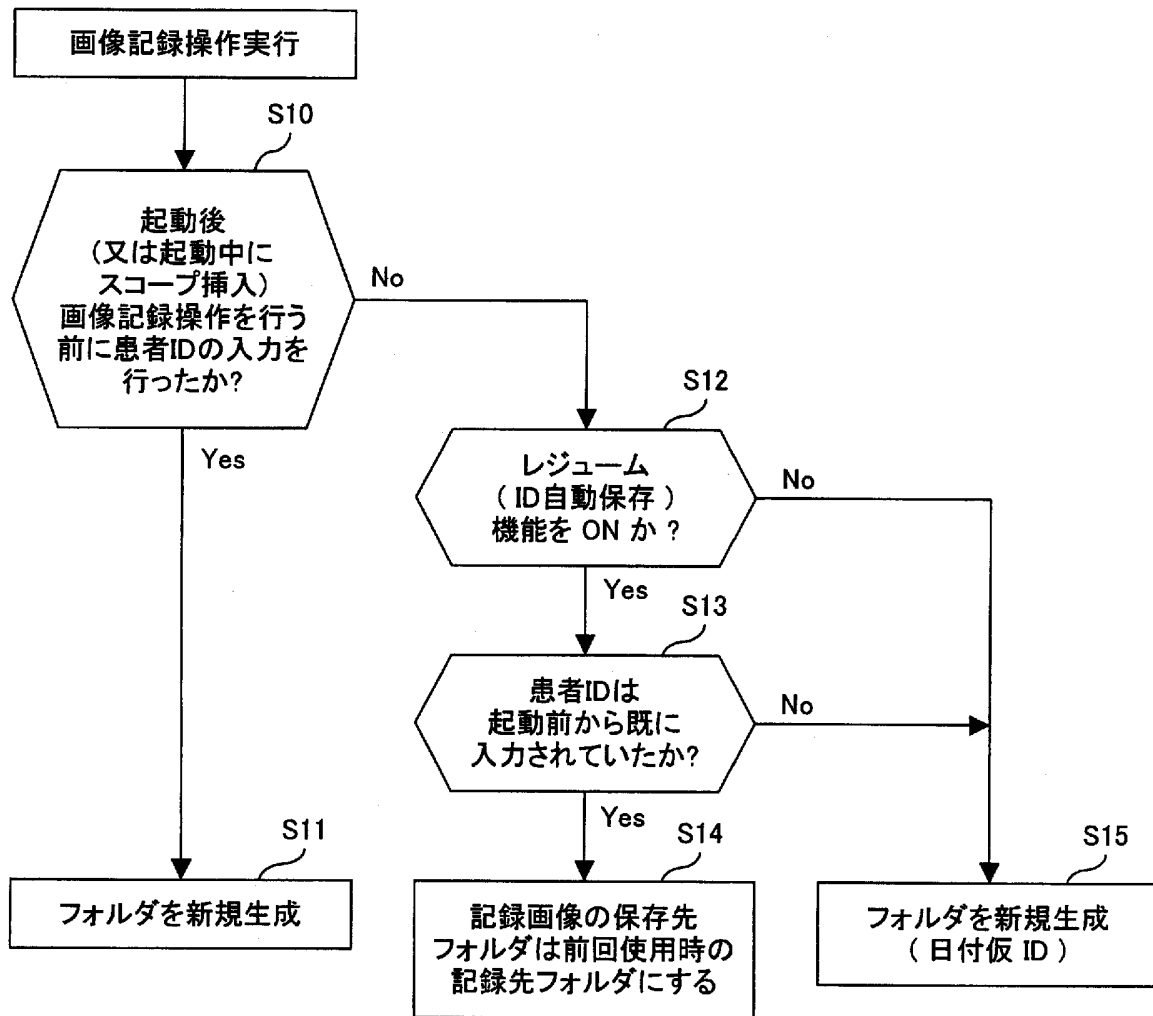 画像記録操作実行
S10
起動後
(又は起動中に
スコープ挿入)
画像記録操作を行う
前に患者IDの入力を
行ったか?
No
Yes
S12
レジューム
( ID自動保存 )
機能を ON か ?
No
Yes
S13
患者IDは
起動前から既に
入力されていたか?
No
Yes
S11
フォルダを新規生成
S14
記録画像の保存先
フォルダは前回使用時の
記録先フォルダにする
S15
フォルダを新規生成
( 日付仮 ID )